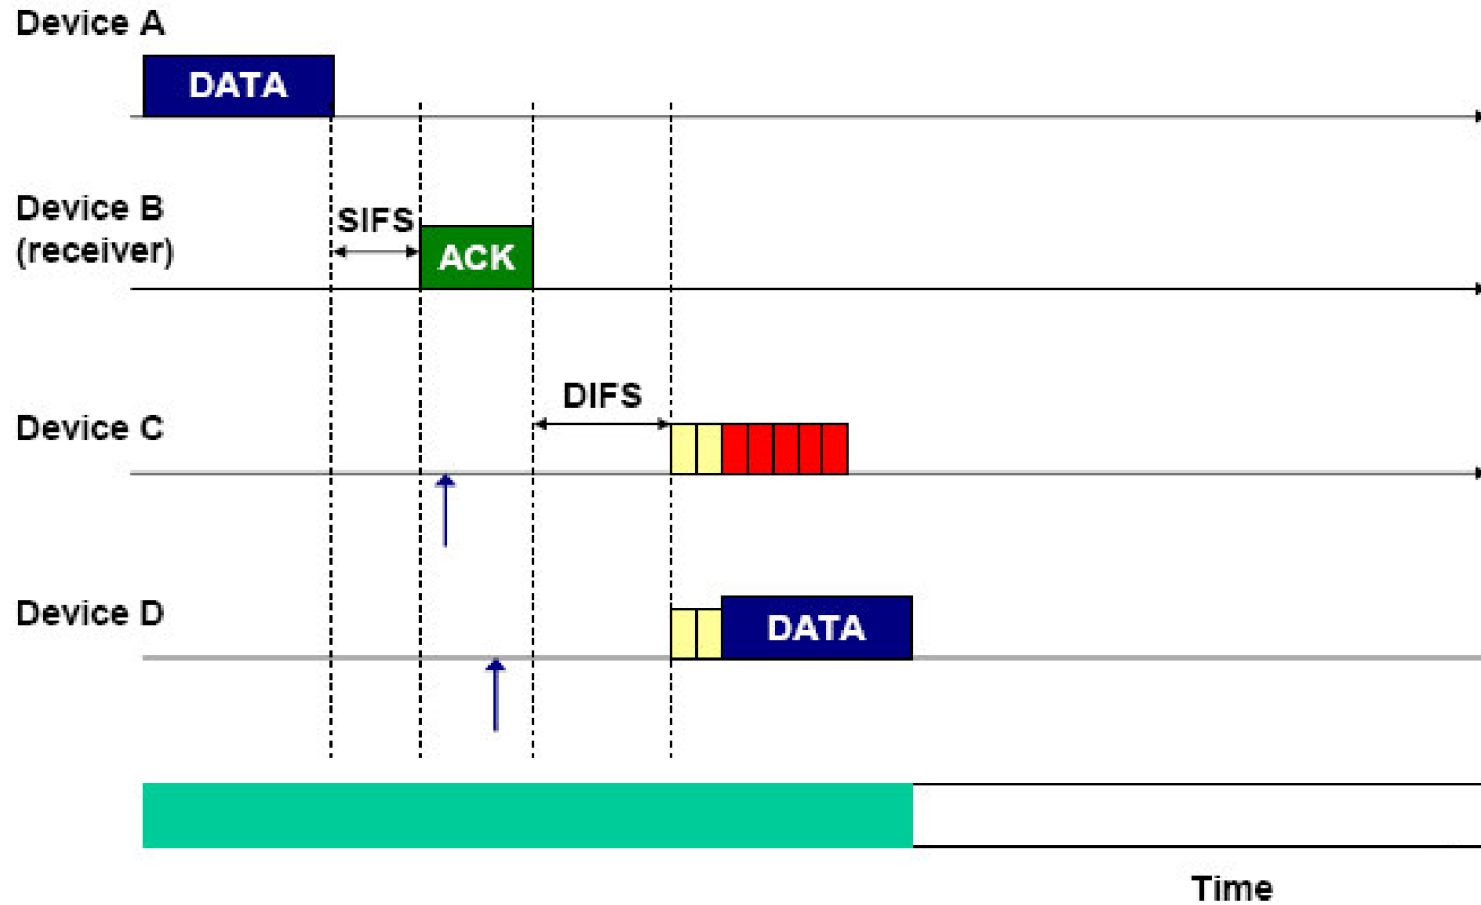 Device A
DATA
Device B
(receiver)
SIFS
ACK
DIFS
Device C
Device D
DATA
Time